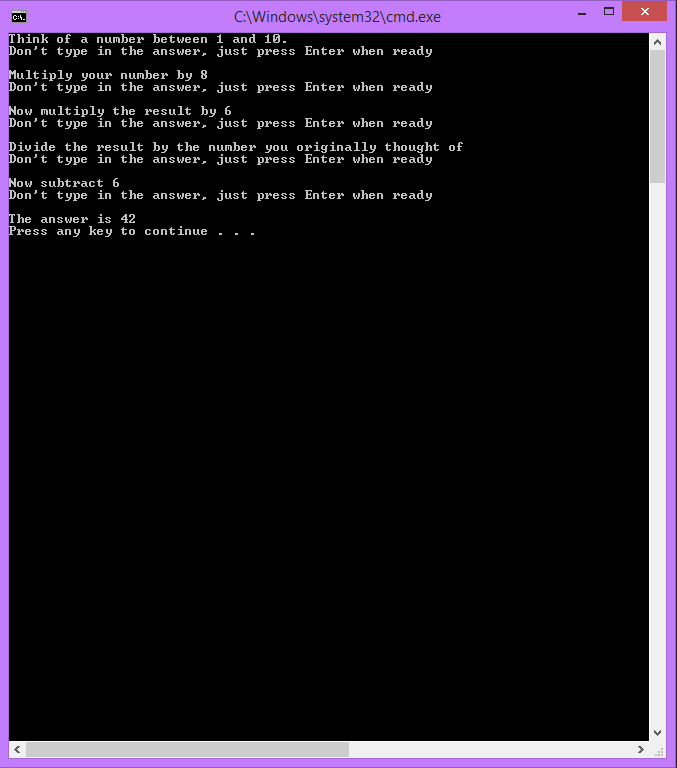 C:\Windows\system32\cmd.exe
Think of a number between 1 and 10.
Don't type in the answer, just press Enter when ready
Multiply your number by 8
Don't type in the answer, just press Enter when ready
Now multiply the result by 6
Don't type in the answer, just press Enter when ready
Divide the result by the number you originally thought of
Don't type in the answer, just press Enter when ready
Now subtract 6
Don't type in the answer, just press Enter when ready
The answer is 42
Press any key to continue . . .